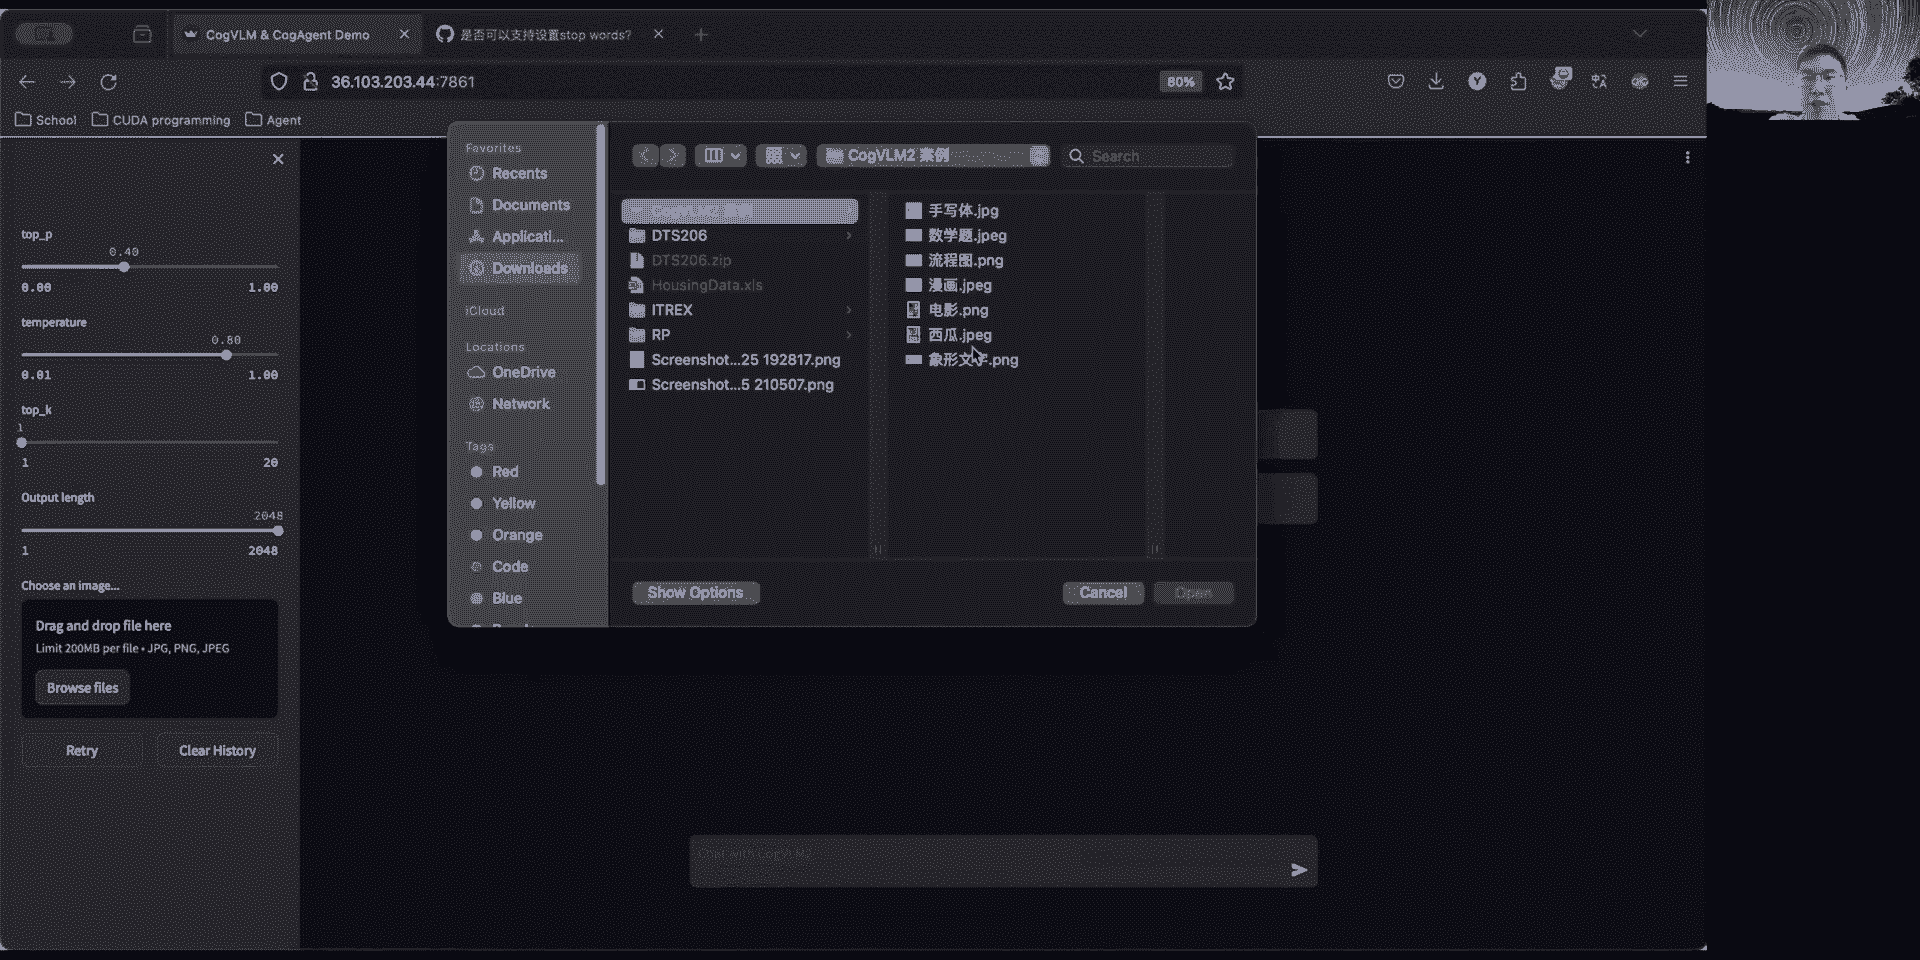 CogVLM & CogAgent Demo
是否可以支持设置stop words?
36.103.203.44:7861
80%
School
CUDA programming
Agent
top_p
0.40
0.00
1.00
temperature
0.80
0.01
1.00
top_k
1
1
20
Output length
2048
1
2048
Choose an image...
Drag and drop file here
Limit 200MB per file • JPG, PNG, JPEG
Browse files
Retry
Clear History
Favorites
Recents
Documents
Applicati...
Downloads
iCloud
Locations
OneDrive
Network
Tags
Red
Yellow
Orange
Code
Blue
CogVLM2 案例
Search
DTS206
DTS206.zip
HousingData.xls
ITREX
RP
Screenshot...25 192817.png
Screenshot...5 210507.png
手写体.jpg
数学题.jpeg
流程图.png
漫画.jpeg
电影.png
西瓜.jpeg
象形文字.png
Show Options
Cancel
Open
Chat with CogVLM2